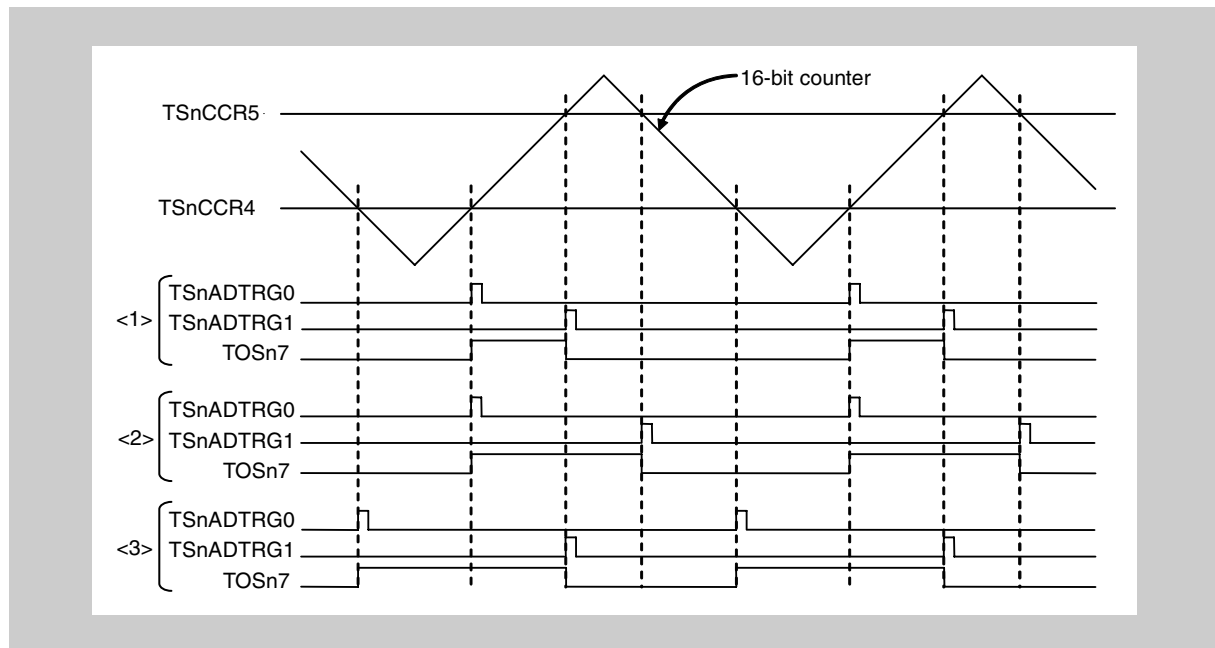 16-bit counter
TSnCCR5
TSnCCR4
<1>
TSnADTRG0
TSnADTRG1
TOSn7
<2>
TSnADTRG0
TSnADTRG1
TOSn7
<3>
TSnADTRG0
TSnADTRG1
TOSn7